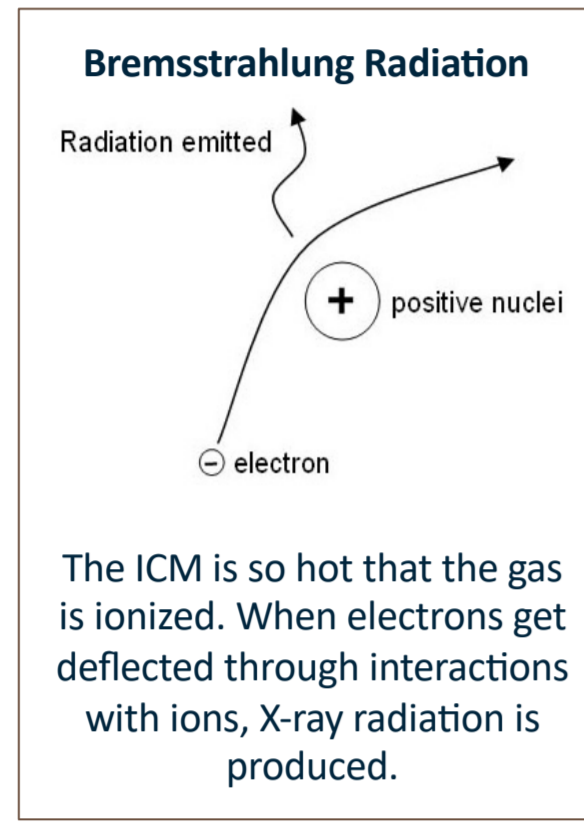 Bremsstrahlung Radiation
Radiation emitted
+
positive nuclei
− electron
The ICM is so hot that the gas
is ionized. When electrons get
deflected through interactions
with ions, X-ray radiation is
produced.